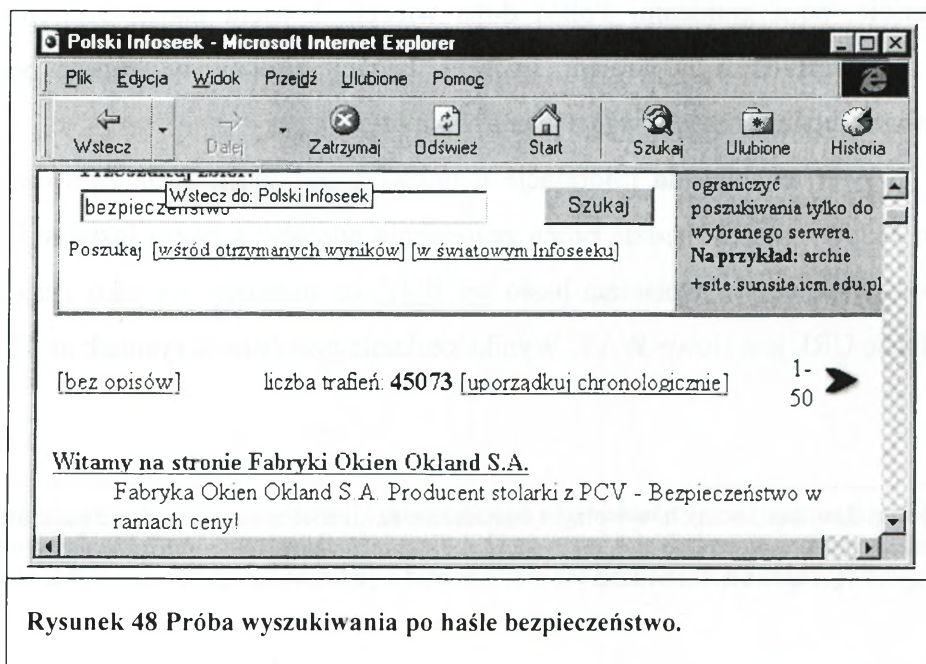 Polski Infoseek - Microsoft Internet Explorer
Plik Edycja Widok Przejdź Ulubione Pomoc
Wstecz Dalej Zatrzymaj Odśwież Start Szukaj Ulubione Historia
Przeszukaj zbiór:
Wstecz do: Polski Infoseek
bezpieczeństwo
Szukaj
Poszukaj [wśród otrzymanych wyników] [w światowym Infoseeku]
ograniczyć
poszukiwania tylko do
wybranego serwera.
Na przykład: archie
+site:sunsite.icm.edu.pl
[bez opisów] liczba trafień: 45073 [uporządkuj chronologicznie] 1-
50
Witamy na stronie Fabryki Okien Okland S.A.
Fabryka Okien Okland S.A. Producent stolarki z PCV - Bezpieczeństwo w
ramach ceny!
Rysunek 48 Próba wyszukiwania po haśle bezpieczeństwo.